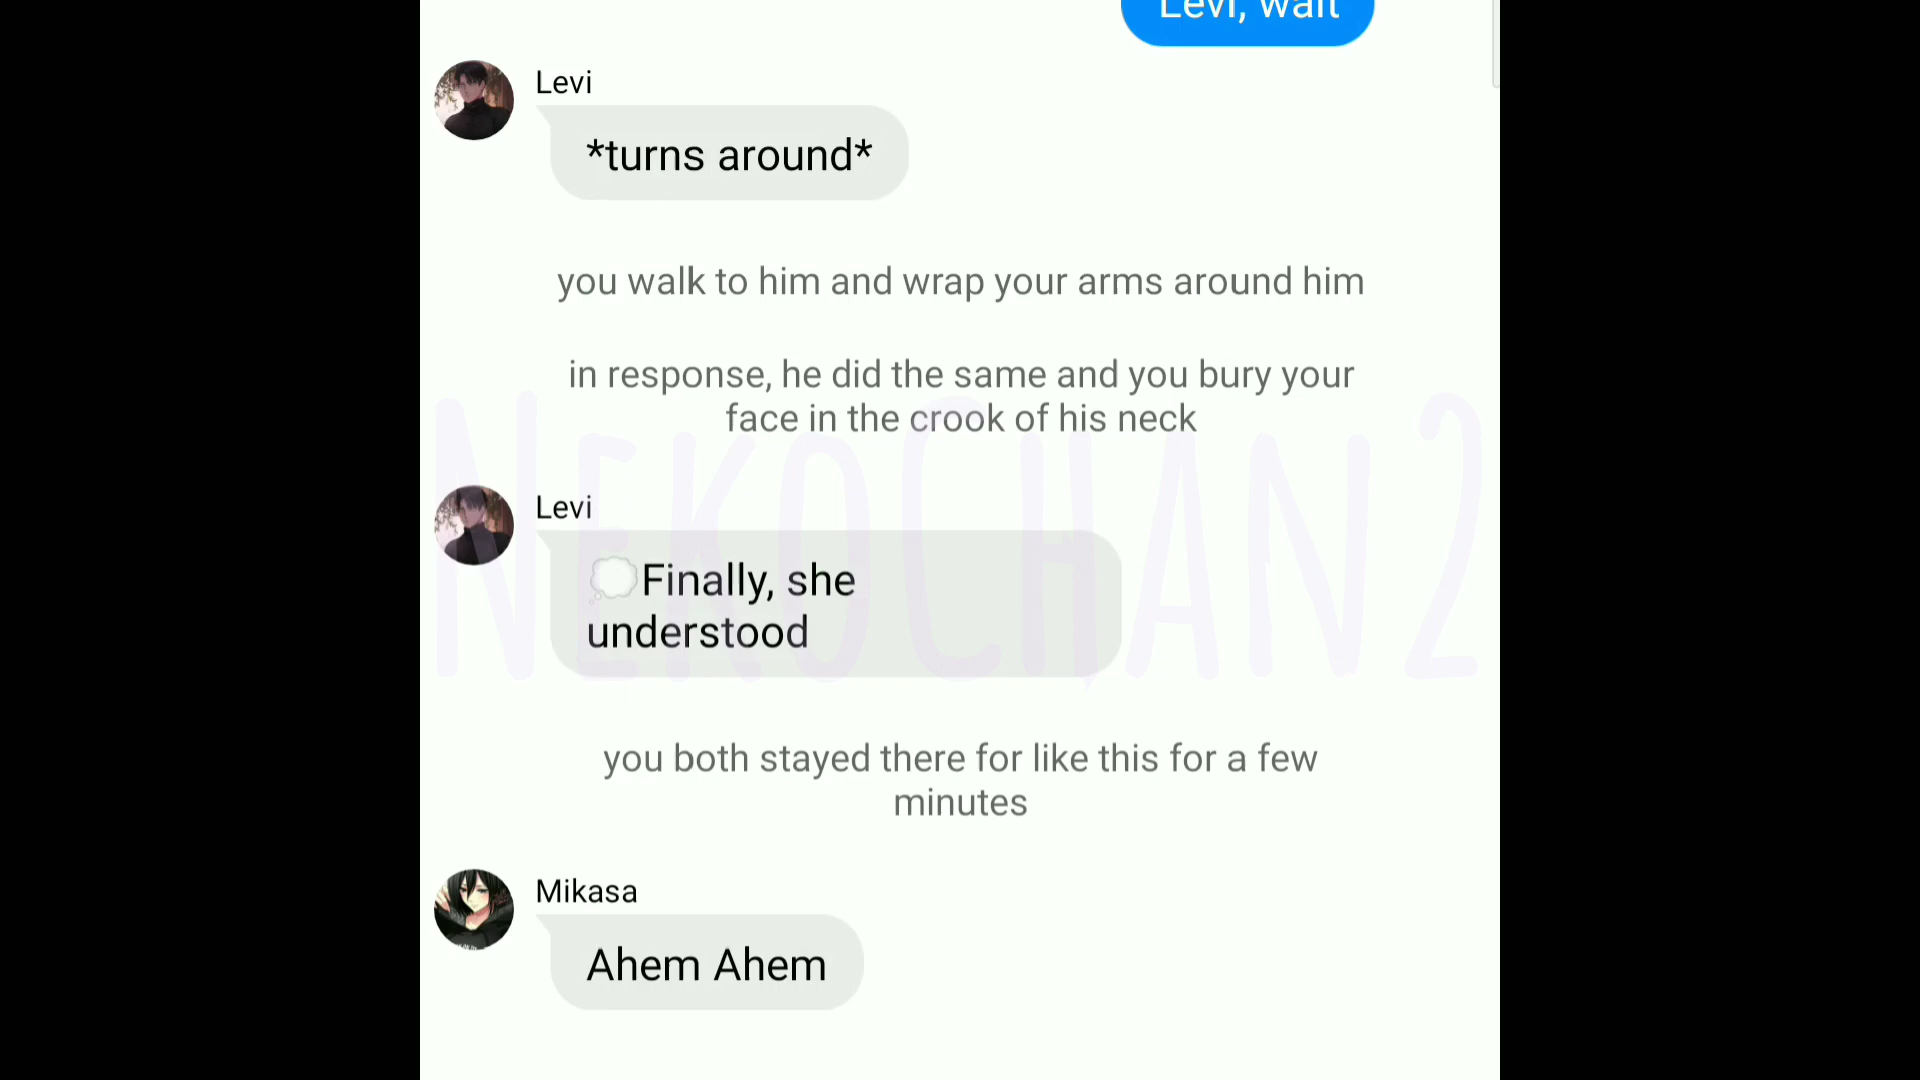 Levi, wait
Levi
*turns around*
you walk to him and wrap your arms around him
in response, he did the same and you bury your
face in the crook of his neck
Levi
💭Finally, she
understood
you both stayed there for like this for a few
minutes
Mikasa
Ahem Ahem
NEKOCHAN2